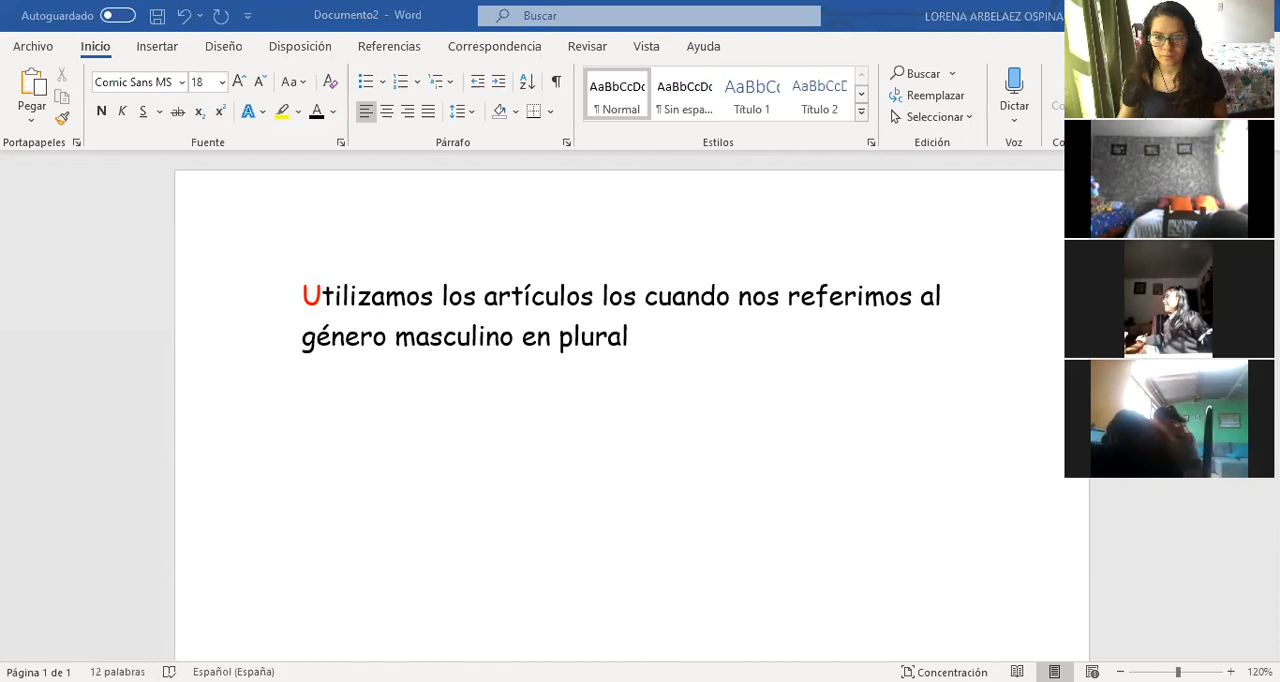 Autoguardado
Documento2 - Word
Buscar
LORENA ARBELAEZ OSPINA
Archivo Inicio Insertar Diseño Disposición Referencias Correspondencia Revisar Vista Ayuda
Pegar
Portapapeles
Comic Sans MS 18
Fuente
Párrafo
AaBbCcDc AaBbCcDc AaBbCc AaBbCcD
¶ Normal ¶ Sin espa... Título 1 Título 2
Estilos
Buscar
Reemplazar
Seleccionar
Edición
Dictar
Voz
Utilizamos los artículos los cuando nos referimos al
género masculino en plural
Página 1 de 1 12 palabras Español (España) Concentración 120%